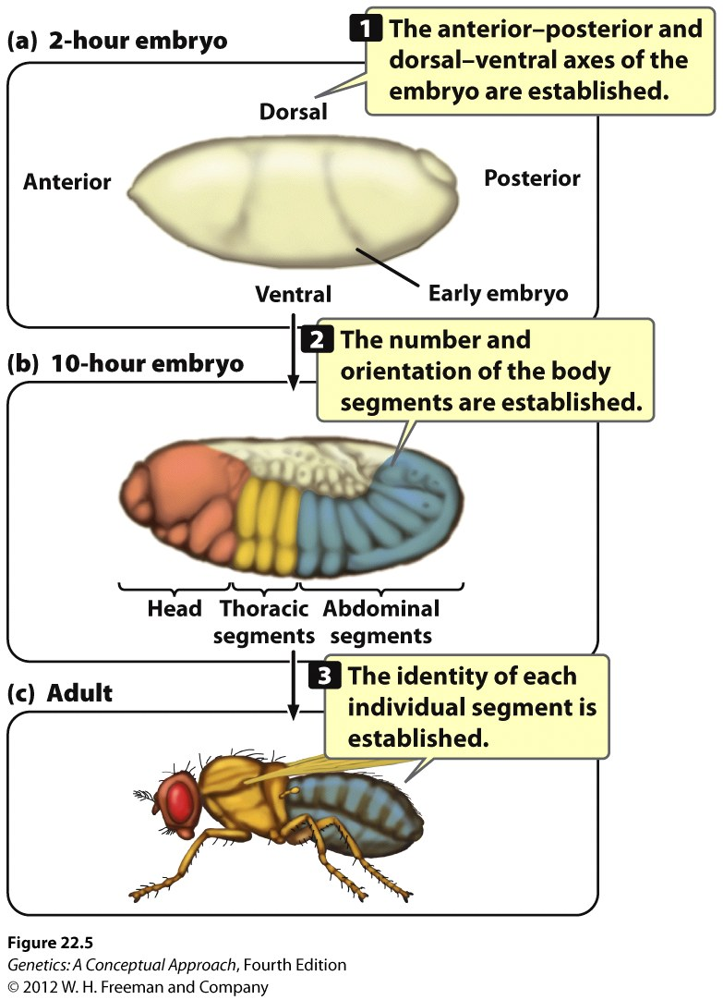 (a) 2-hour embryo
1 The anterior–posterior and
dorsal–ventral axes of the
embryo are established.
Dorsal
Anterior
Posterior
Ventral
Early embryo
(b) 10-hour embryo
2 The number and
orientation of the body
segments are established.
Head
Thoracic
segments
Abdominal
segments
(c) Adult
3 The identity of each
individual segment is
established.
Figure 22.5
Genetics: A Conceptual Approach, Fourth Edition
© 2012 W. H. Freeman and Company